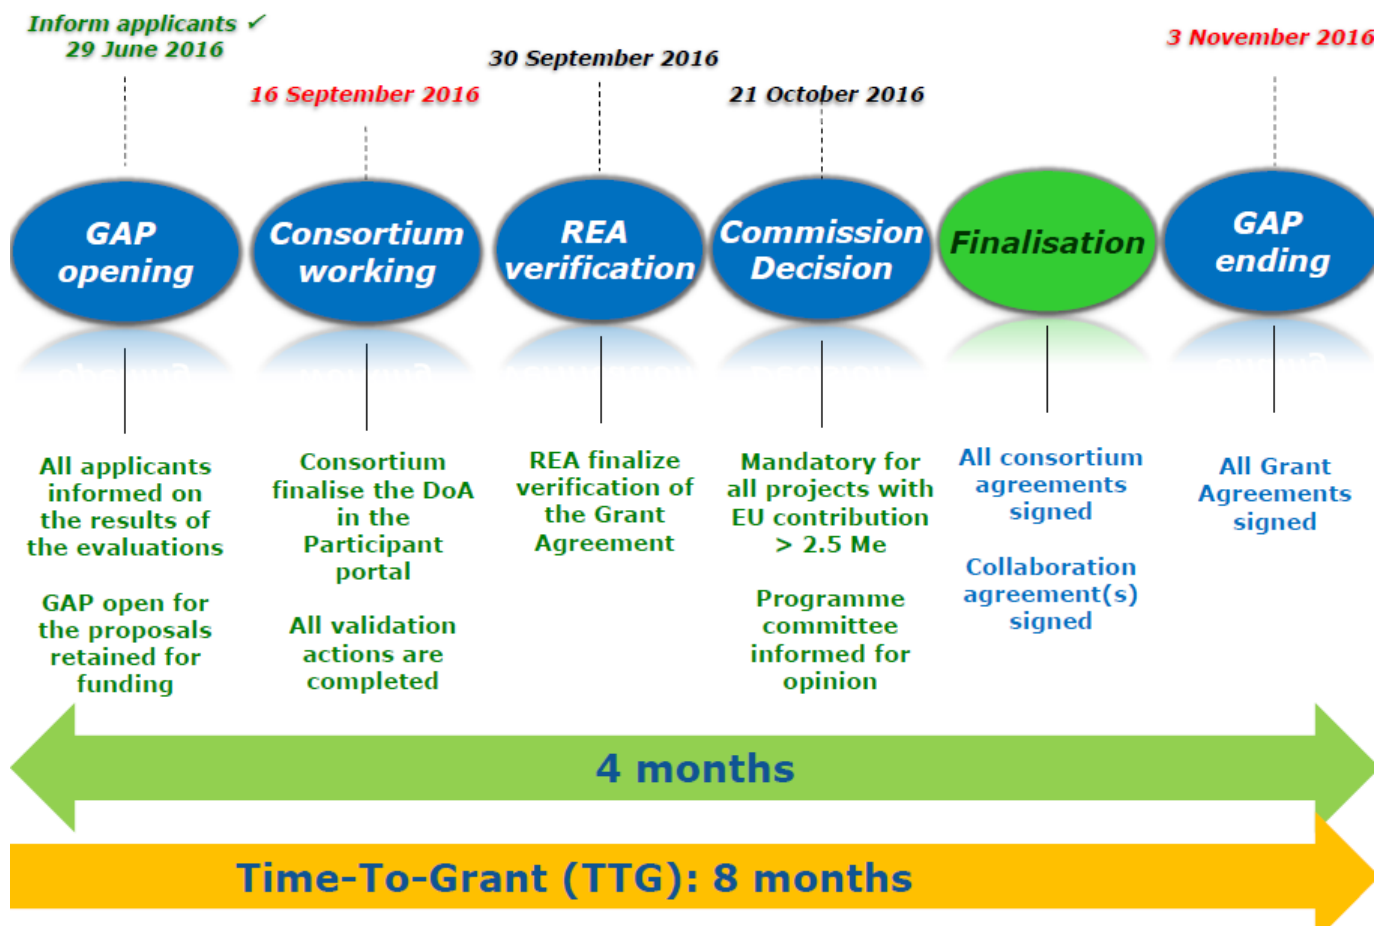 Inform applicants ✓
29 June 2016
16 September 2016
30 September 2016
21 October 2016
3 November 2016
GAP
opening
Consortium
working
REA
verification
Commission
Decision
Finalisation
GAP
ending
All applicants
informed on
the results of
the evaluations
GAP open for
the proposals
retained for
funding
Consortium
finalise the DoA
in the
Participant
portal
All validation
actions are
completed
REA finalize
verification of
the Grant
Agreement
Mandatory for
all projects with
EU contribution
> 2.5 Me
Programme
committee
informed for
opinion
All consortium
agreements
signed
Collaboration
agreement(s)
signed
All Grant
Agreements
signed
4 months
Time-To-Grant (TTG): 8 months